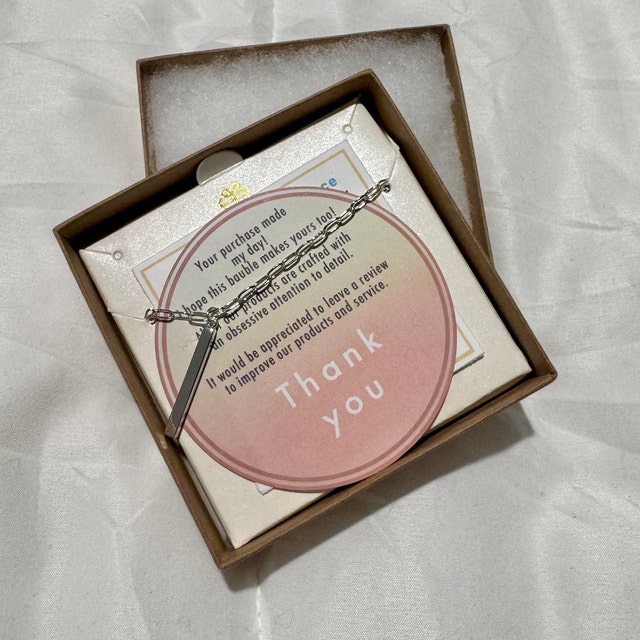 ce
Your purchase made
my day!
hope this bauble makes yours too!
our products are crafted with
an obsessive attention to detail.
It would be appreciated to leave a review
to improve our products and service.
Thank
you